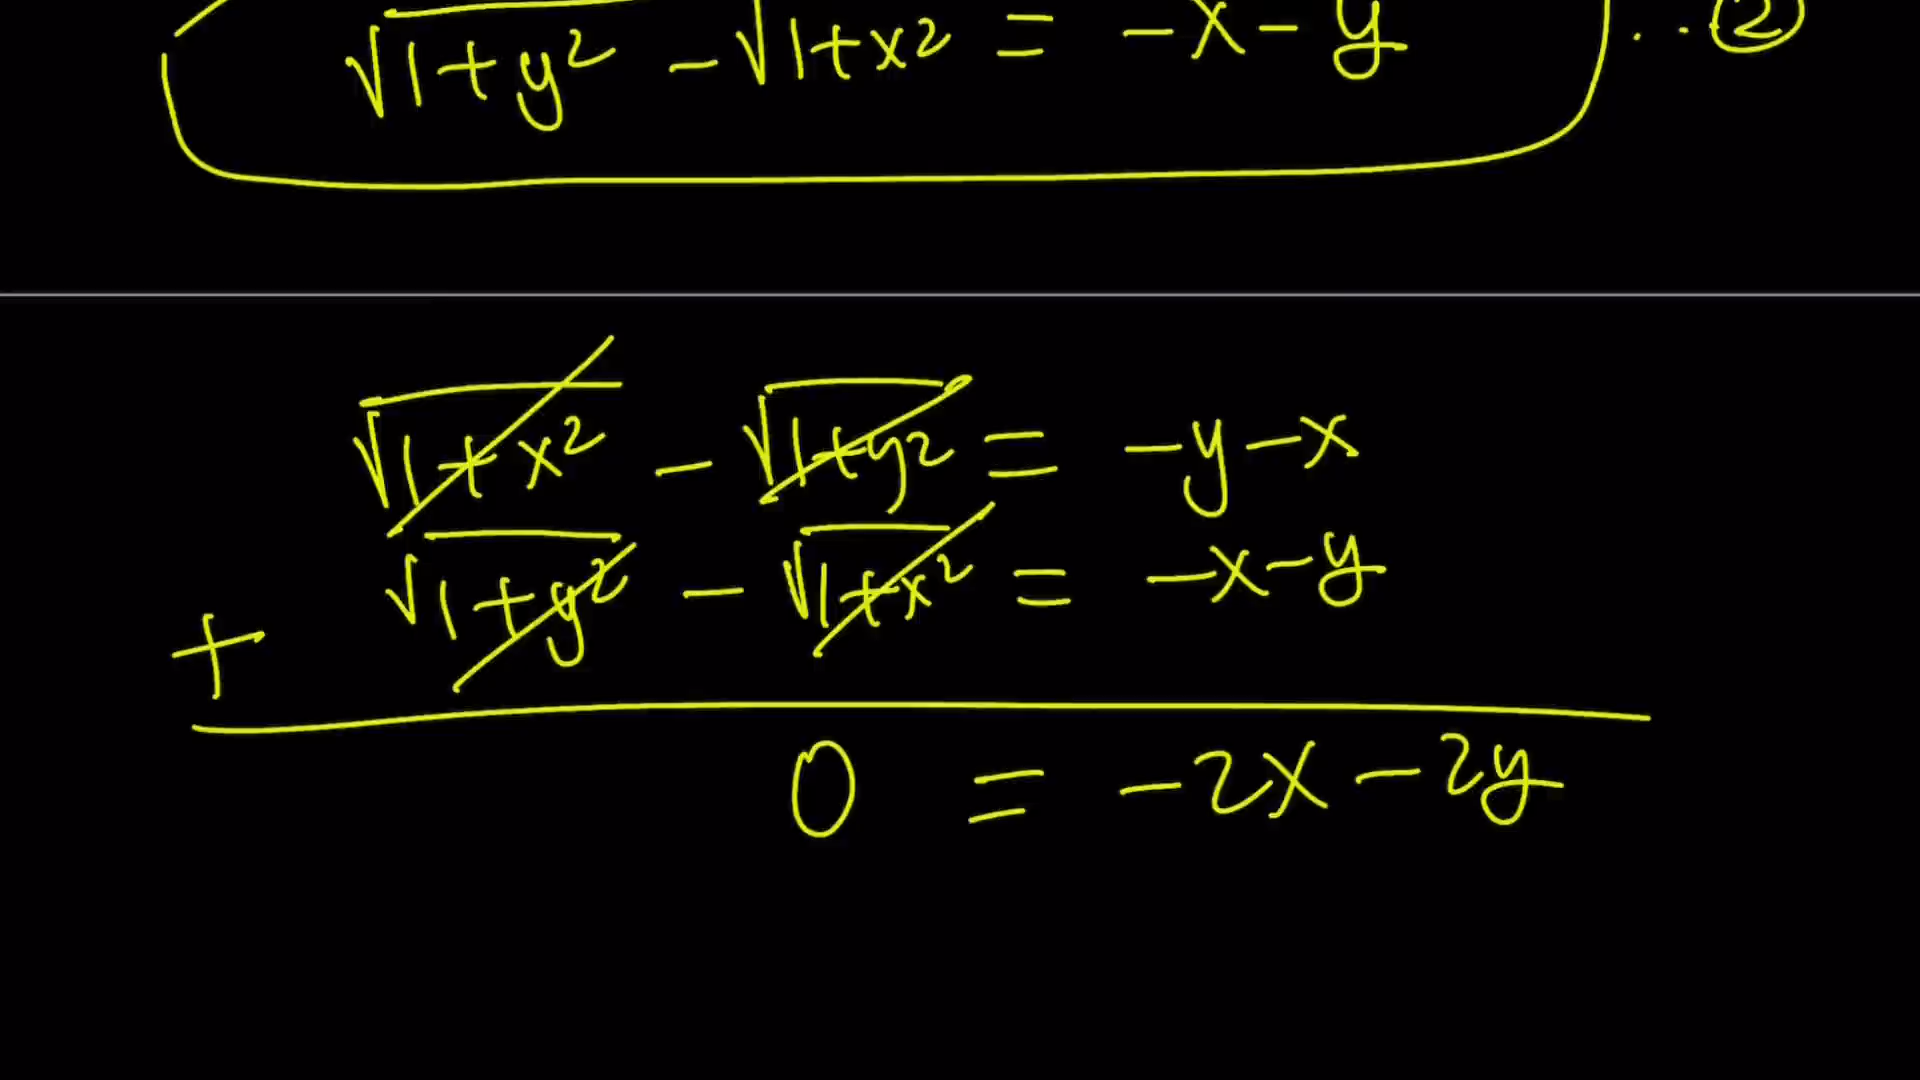 √1+y² - √1+x² = -x - y ) .. ②
√1+x² - √1+y² = -y - x
+ √1+y² - √1+x² = -x - y
0 = -2x - 2y